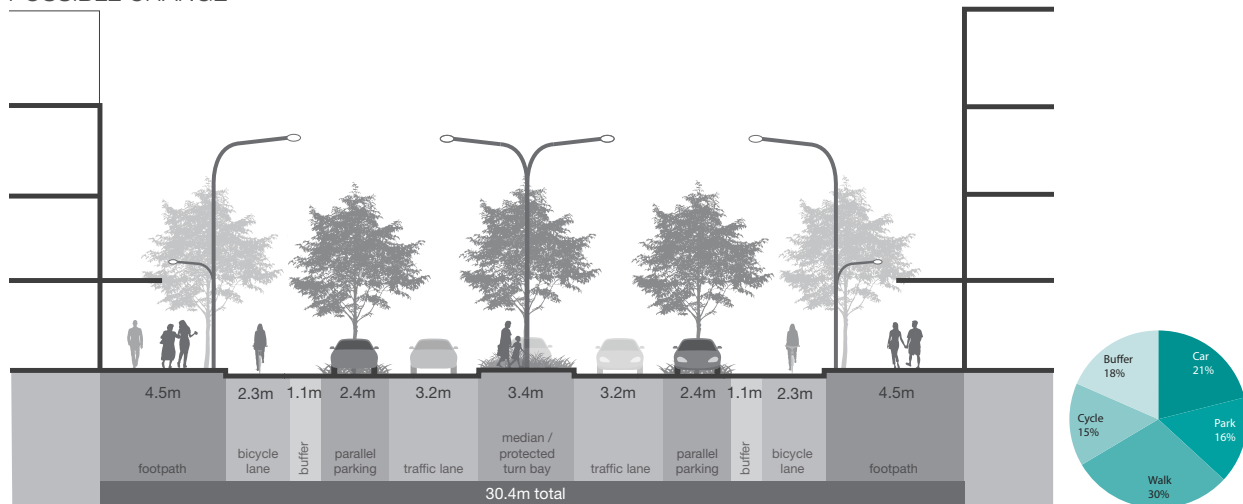 POSSIBLE CHANGE
4.5m
2.3m
1.1m
2.4m
3.2m
3.4m
3.2m
2.4m
1.1m
2.3m
4.5m
footpath
bicycle
lane
buffer
parallel
parking
traffic lane
median /
protected
turn bay
traffic lane
parallel
parking
buffer
bicycle
lane
footpath
30.4m total
Buffer
18%
Car
21%
Cycle
15%
Park
16%
Walk
30%